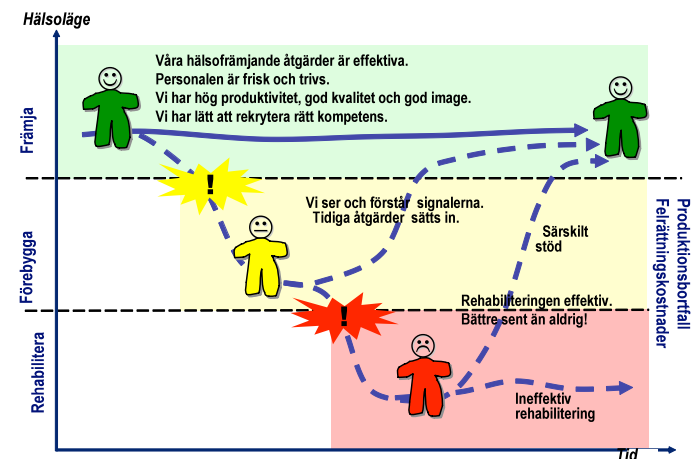 Hälsoläge
Våra hälsofrämjande åtgärder är effektiva.
Personalen är frisk och trivs.
Vi har hög produktivitet, god kvalitet och god image.
Vi har lätt att rekrytera rätt kompetens.
Främja
!
Vi ser och förstår signalerna.
Tidiga åtgärder sätts in.
Särskilt
stöd
Förebygga
Produktionsbortfall
Felrättningskostnader
!
Rehabiliteringen effektiv.
Bättre sent än aldrig!
Rehabilitera
Ineffektiv
rehabilitering
Tid